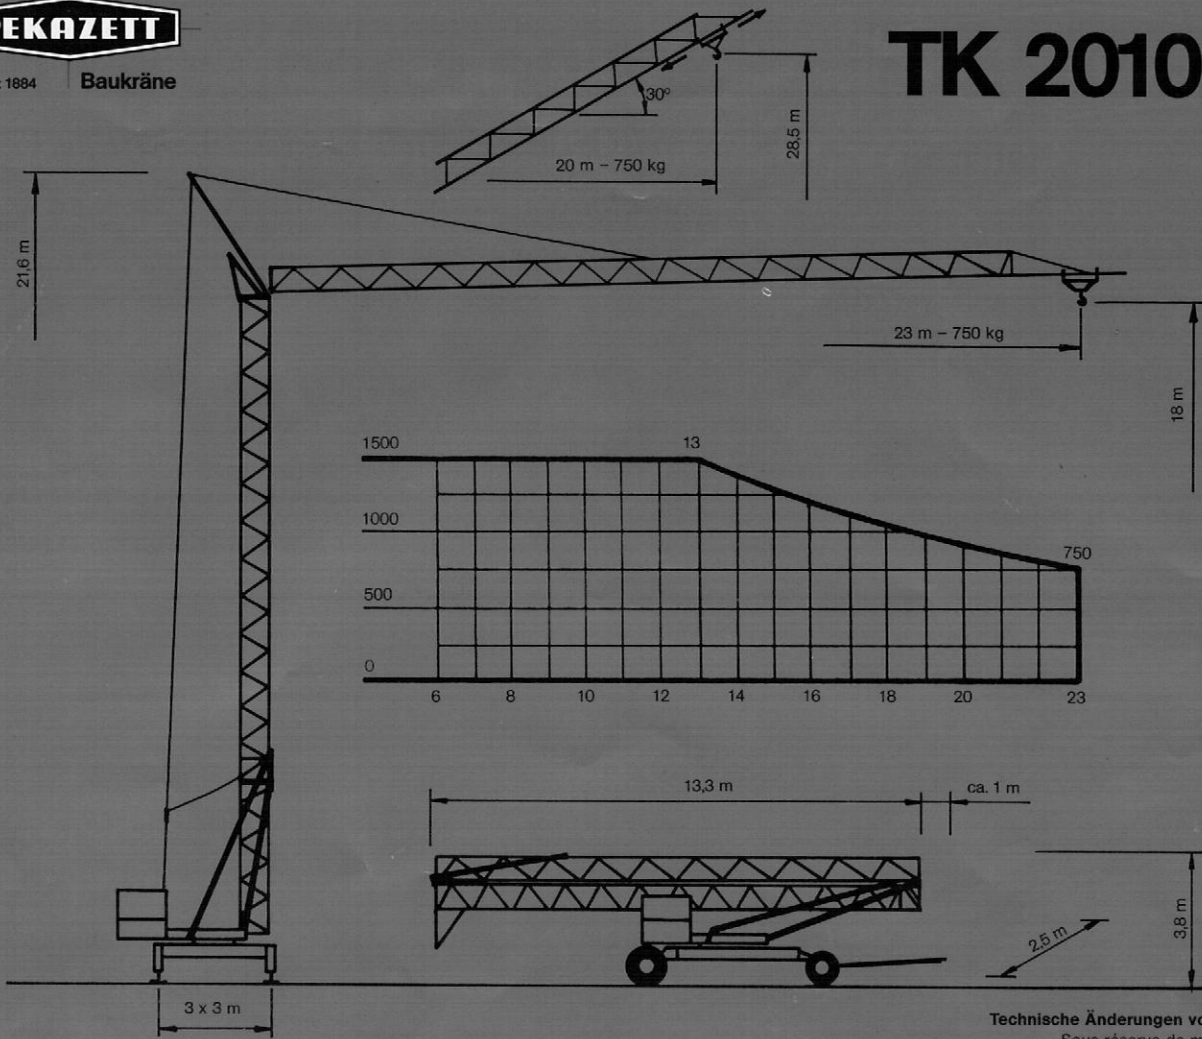 EKAZETT
TK 2010
1884
Baukräne
30°
28,5 m
20 m – 750 kg
21,6 m
23 m – 750 kg
18 m
1500
13
1000
750
500
0
6 8 10 12 14 16 18 20 23
13,3 m
ca. 1 m
3,8 m
2,5 m
3 x 3 m
Technische Änderungen vo